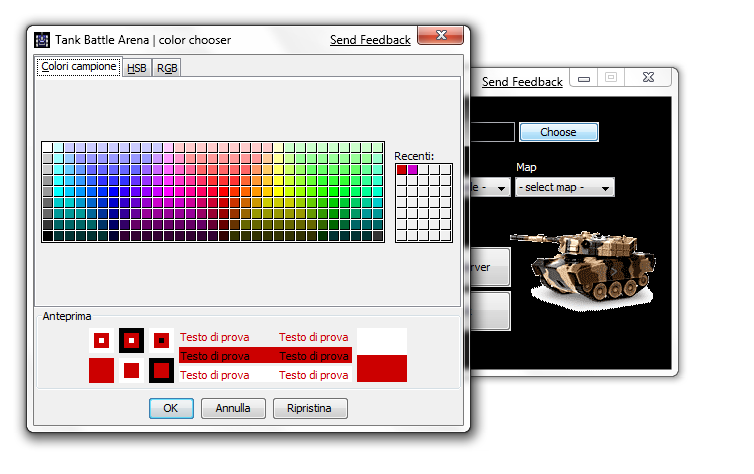 Tank Battle Arena | color chooser
Send Feedback
Colori campione
HSB
RGB
Recenti:
Anteprima
Testo di prova Testo di prova
Testo di prova Testo di prova
Testo di prova Testo di prova
OK
Annulla
Ripristina
Send Feedback
Choose
Map
- select map -